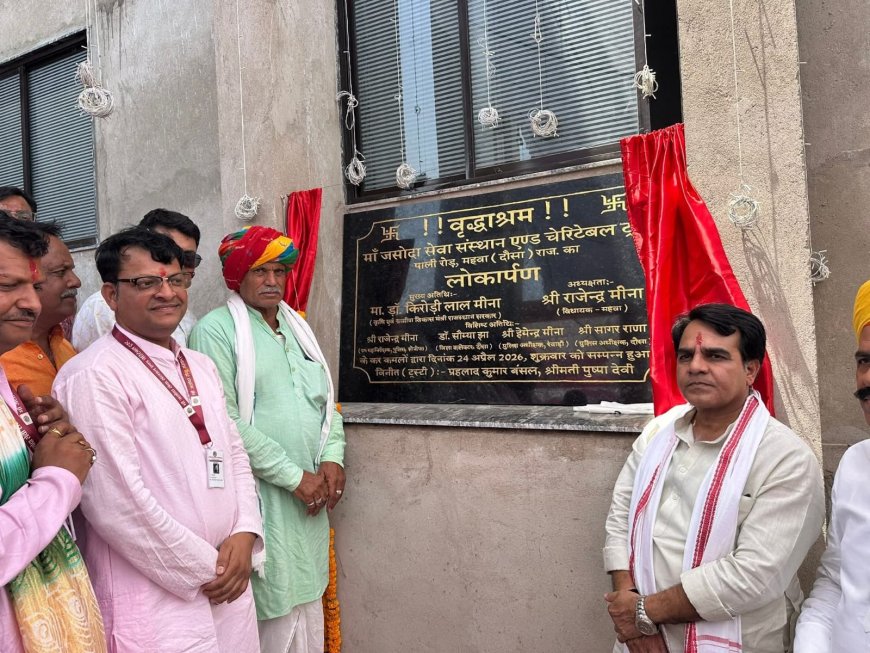 !! वृद्धाश्रम !!
माँ जसोदा सेवा संस्थान एण्ड चेरिटेबल ट्र
पाली रोड़, महवा (दौसा) राज. का
लोकार्पण
मुख्य अतिथि:-
अध्यक्षता:-
मा. डॉ. किरोड़ी लाल मीना
श्री राजेन्द्र मीना
(विधायक - महवा)
विशिष्ट अतिथि:-
श्री राजेन्द्र मीना
डॉ. सौम्या झा
श्री हेमेन्द्र मीना
श्री सागर राणा
के कर कमलों द्वारा दिनांक 24 अप्रैल 2026, शुक्रवार को सम्पन्न हुआ
विनीत (ट्रस्टी) :- प्रहलाद कुमार बंसल, श्रीमती पुष्पा देवी